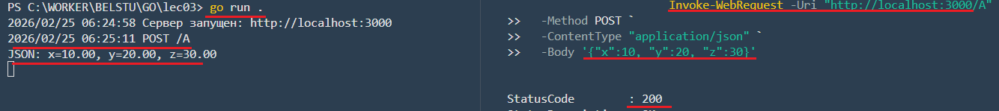 PS C:\WORKER\BELSTU\GO\lec03> go run .
2026/02/25 06:24:58 Сервер запущен: http://localhost:3000
2026/02/25 06:25:11 POST /A
JSON: x=10.00, y=20.00, z=30.00
Invoke-WebRequest -Uri "http://localhost:3000/A"
>> -Method POST `
>> -ContentType "application/json" `
>> -Body '{"x":10, "y":20, "z":30}'
StatusCode : 200